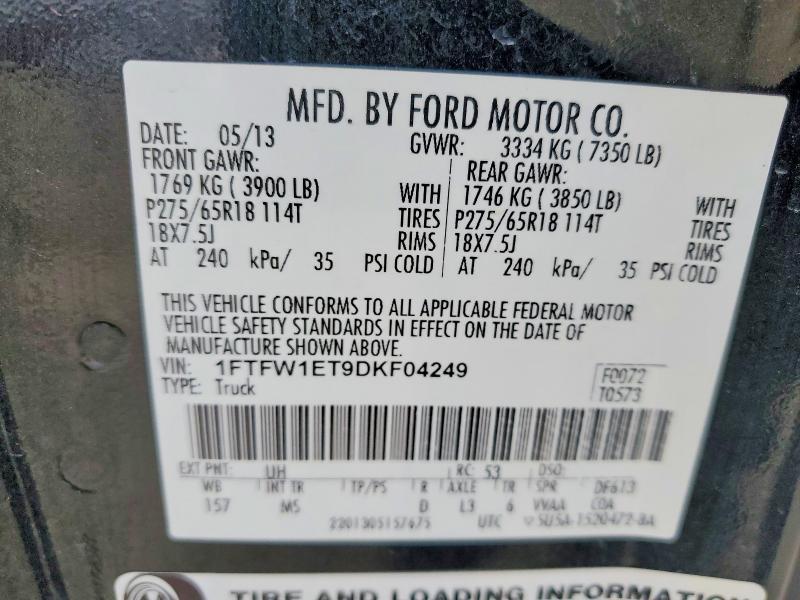 MFD. BY FORD MOTOR CO.
DATE: 05/13 GVWR: 3334 KG ( 7350 LB)
FRONT GAWR: REAR GAWR:
1769 KG ( 3900 LB) WITH 1746 KG ( 3850 LB) WITH
P275/65R18 114T TIRES P275/65R18 114T TIRES
18X7.5J RIMS 18X7.5J RIMS
AT 240 kPa/ 35 PSI COLD AT 240 kPa/ 35 PSI COLD
THIS VEHICLE CONFORMS TO ALL APPLICABLE FEDERAL MOTOR
VEHICLE SAFETY STANDARDS IN EFFECT ON THE DATE OF
MANUFACTURE SHOWN ABOVE.
VIN: 1FTFW1ET9DKF04249 F0072
TYPE: Truck T0573
EXT PNT: UH RC: 53 DSO:
WB INT TR TP/PS R AXLE TR SPR DF613
157 MS D L3 6 VVAA COA
2201305157675 UTC SU5A-1520472-BA
TIRE AND LOADING INFORMATION